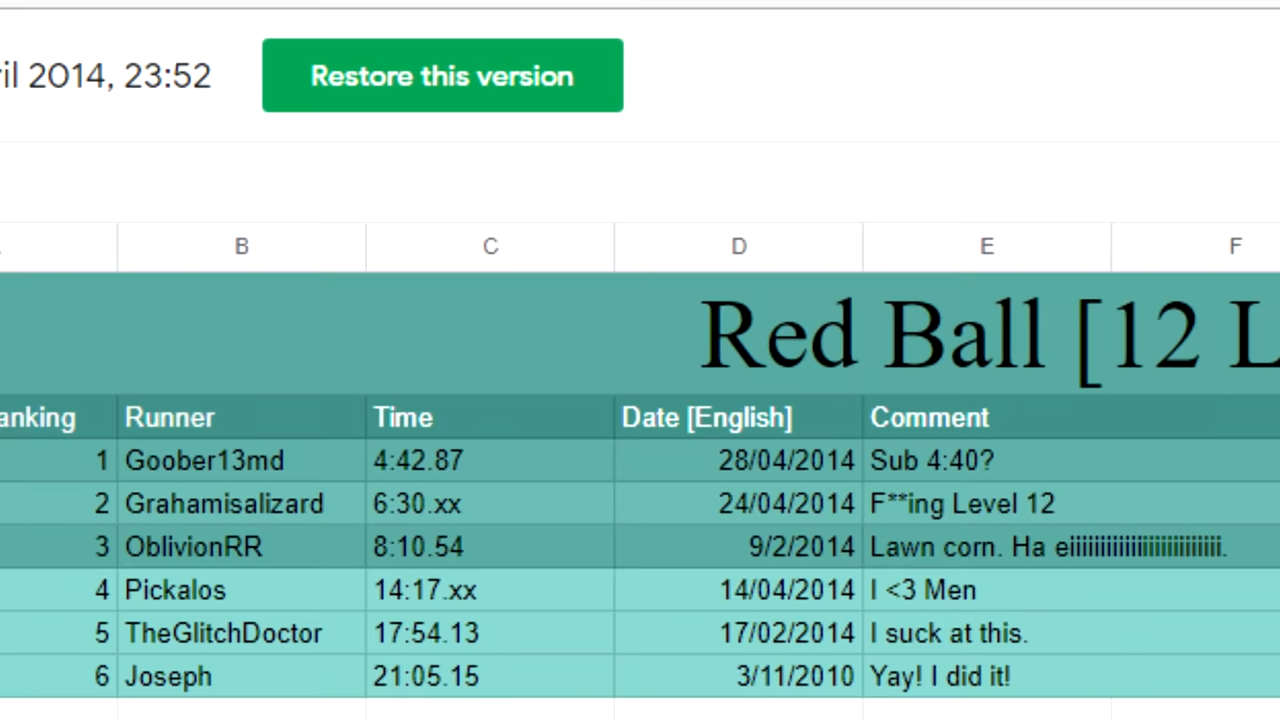 ril 2014, 23:52 Restore this version
B C D E F
Red Ball [12 L
anking Runner Time Date [English] Comment
1 Goober13md 4:42.87 28/04/2014 Sub 4:40?
2 Grahamisalizard 6:30.xx 24/04/2014 F**ing Level 12
3 OblivionRR 8:10.54 9/2/2014 Lawn corn. Ha eiiiiiiiiiiiiiiiiiiiiiiiii.
4 Pickalos 14:17.xx 14/04/2014 I <3 Men
5 TheGlitchDoctor 17:54.13 17/02/2014 I suck at this.
6 Joseph 21:05.15 3/11/2010 Yay! I did it!